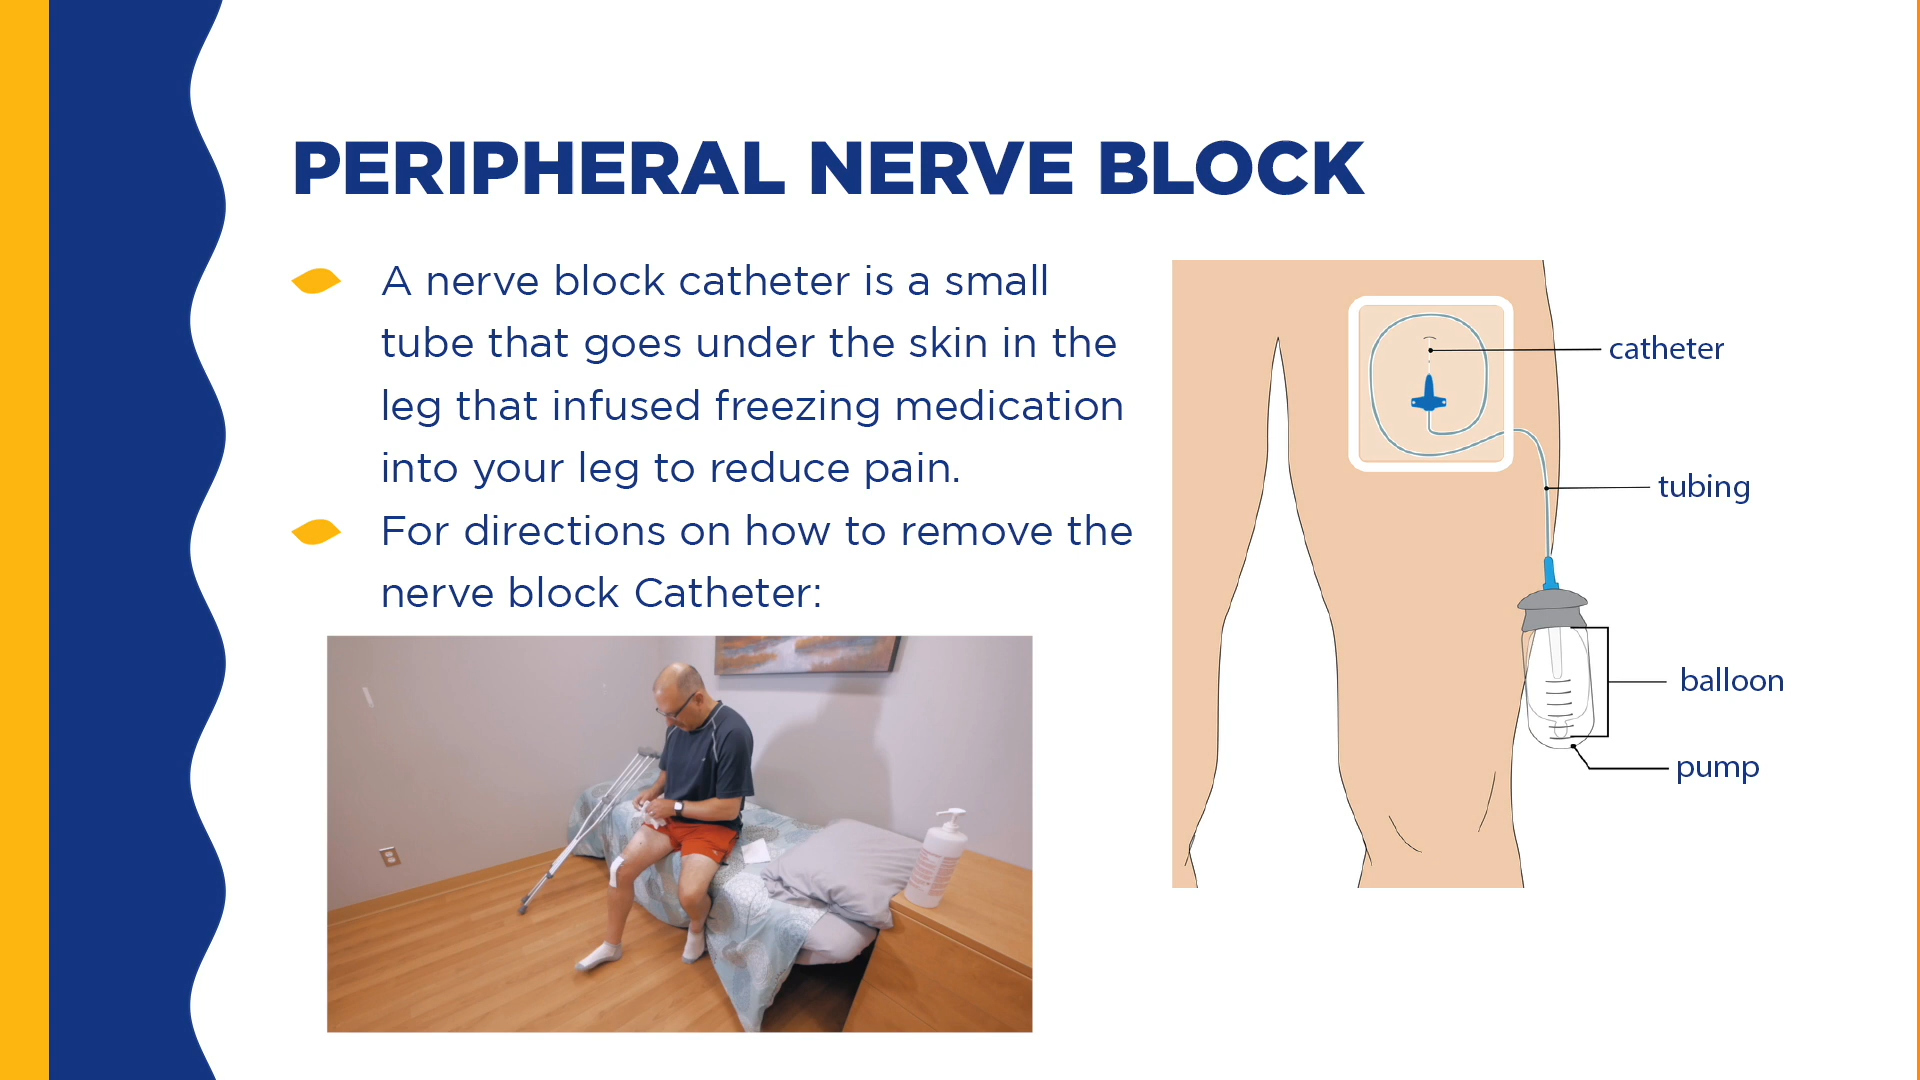 PERIPHERAL NERVE BLOCK
A nerve block catheter is a small
tube that goes under the skin in the
leg that infused freezing medication
into your leg to reduce pain.
For directions on how to remove the
nerve block Catheter:
catheter
tubing
balloon
pump